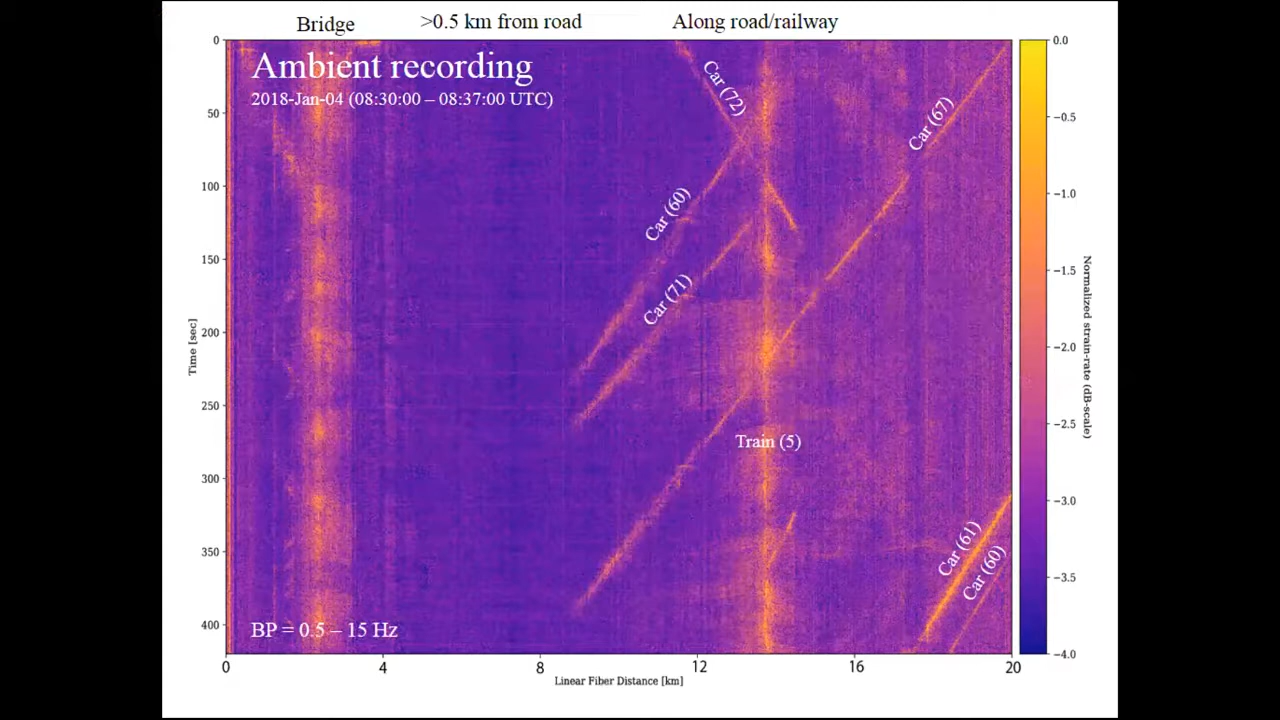 Bridge
>0.5 km from road
Along road/railway
Ambient recording
2018-Jan-04 (08:30:00 – 08:37:00 UTC)
Car (72)
Car (67)
Car (60)
Car (71)
Train (5)
Car (61)
Car (60)
BP = 0.5 – 15 Hz
Time [sec]
0
50
100
150
200
250
300
350
400
0
4
8
12
16
20
Linear Fiber Distance [km]
0.0
−0.5
−1.0
−1.5
−2.0
−2.5
−3.0
−3.5
−4.0
Normalized strain-rate (dB-scale)